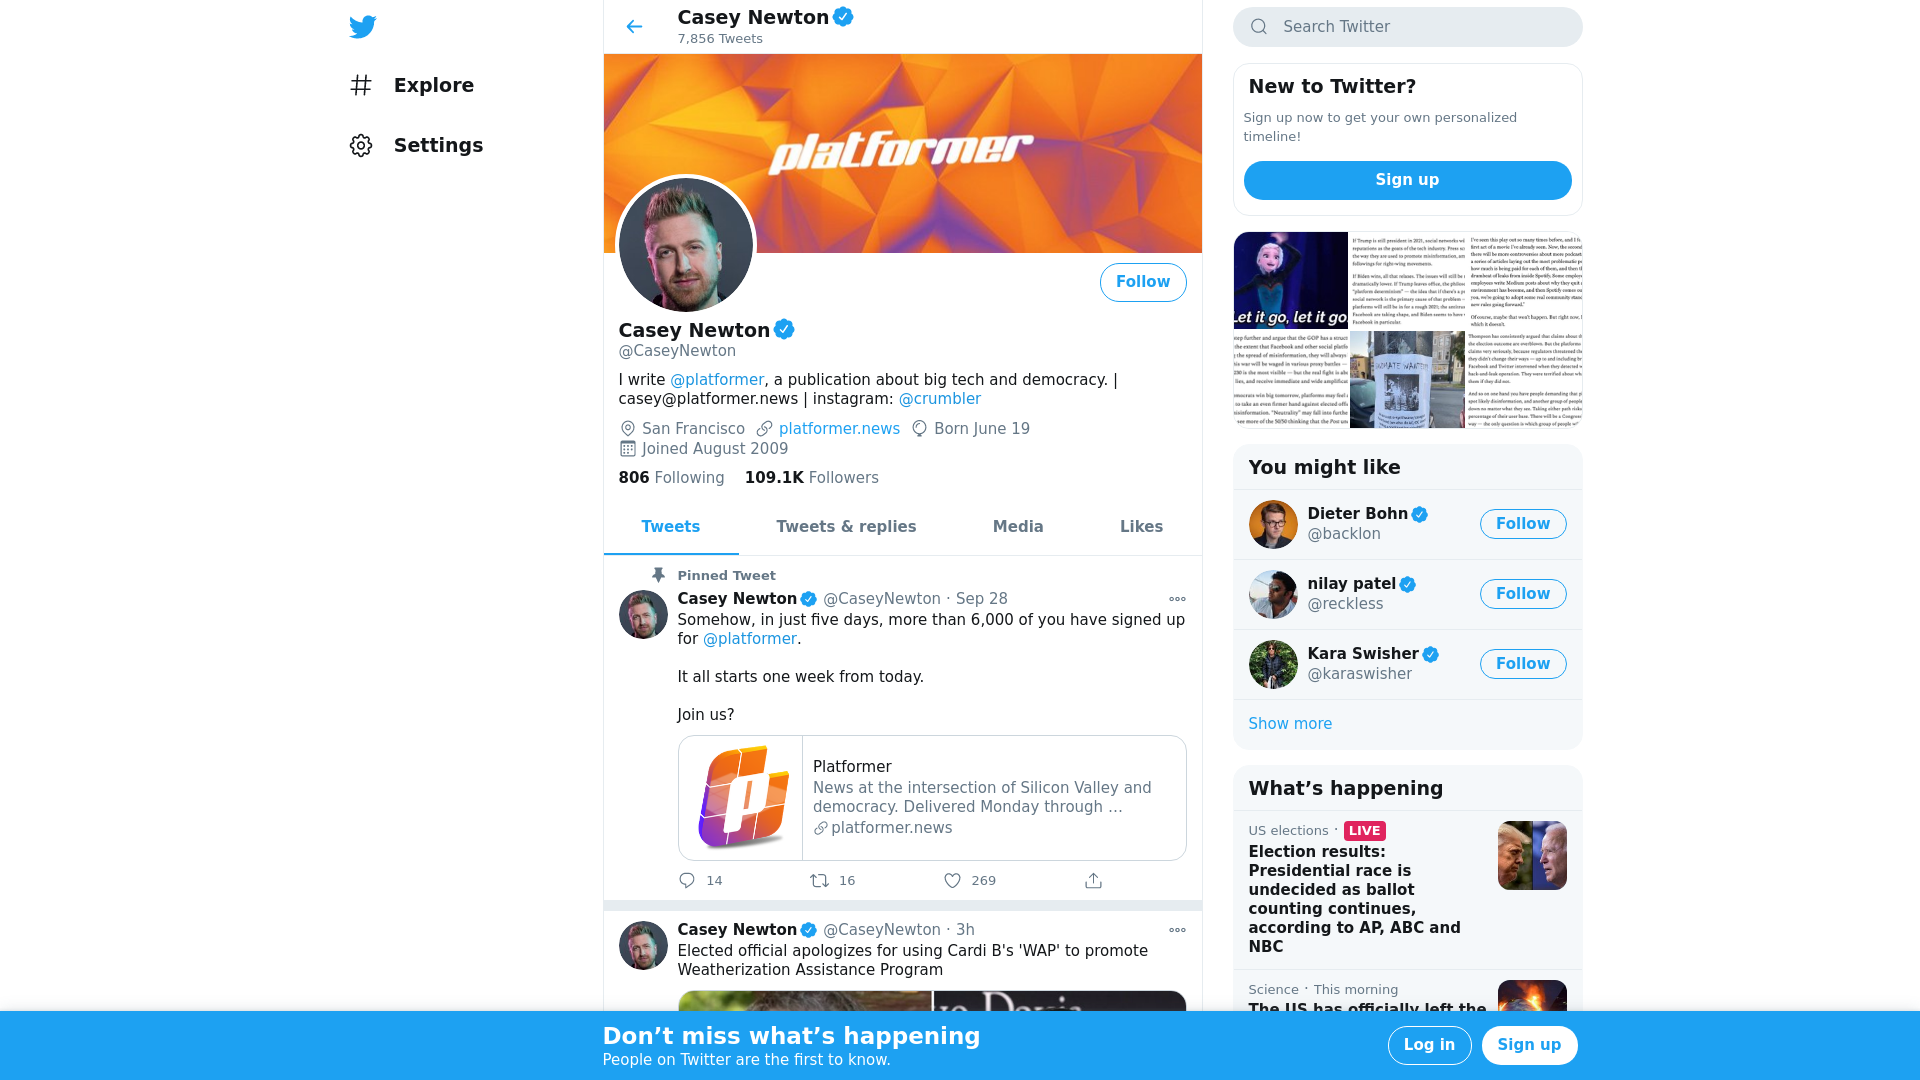 Casey Newton
7,856 Tweets
Explore
Settings
platformer
Follow
Casey Newton
@CaseyNewton
I write @platformer, a publication about big tech and democracy. |
casey@platformer.news | instagram: @crumbler
San Francisco platformer.news Born June 19
Joined August 2009
806 Following 109.1K Followers
Tweets Tweets & replies Media Likes
Pinned Tweet
Casey Newton @CaseyNewton · Sep 28
Somehow, in just five days, more than 6,000 of you have signed up
for @platformer.
It all starts one week from today.
Join us?
Platformer
News at the intersection of Silicon Valley and
democracy. Delivered Monday through …
platformer.news
14 16 269
Casey Newton @CaseyNewton · 3h
Elected official apologizes for using Cardi B's 'WAP' to promote
Weatherization Assistance Program
Search Twitter
New to Twitter?
Sign up now to get your own personalized
timeline!
Sign up
Let it go, let it go
You might like
Dieter Bohn
@backlon
Follow
nilay patel
@reckless
Follow
Kara Swisher
@karaswisher
Follow
Show more
What's happening
US elections · LIVE
Election results:
Presidential race is
undecided as ballot
counting continues,
according to AP, ABC and
NBC
Science · This morning
The US has officially left the
Don't miss what's happening
People on Twitter are the first to know.
Log in
Sign up